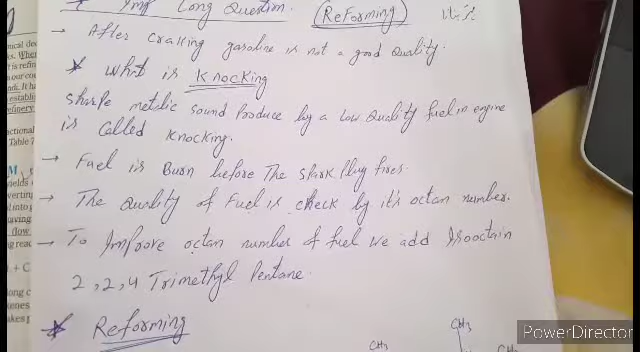 * Imp Long Question. (Reforming)
→ After cracking gasoline is not a good Quality.
* What is Knocking
Sharpe metalic sound Produce by a Low Quality fuel in engine
is Called Knocking.
→ Fuel is Burn before The Spark Plug fires.
→ The Quality of Fuel is check by it's octan number.
→ To Improve octan number of fuel we add Isooctain
2,2,4 Trimethyl Pentane.
* Reforming
CH3
CH3
CH3
PowerDirector